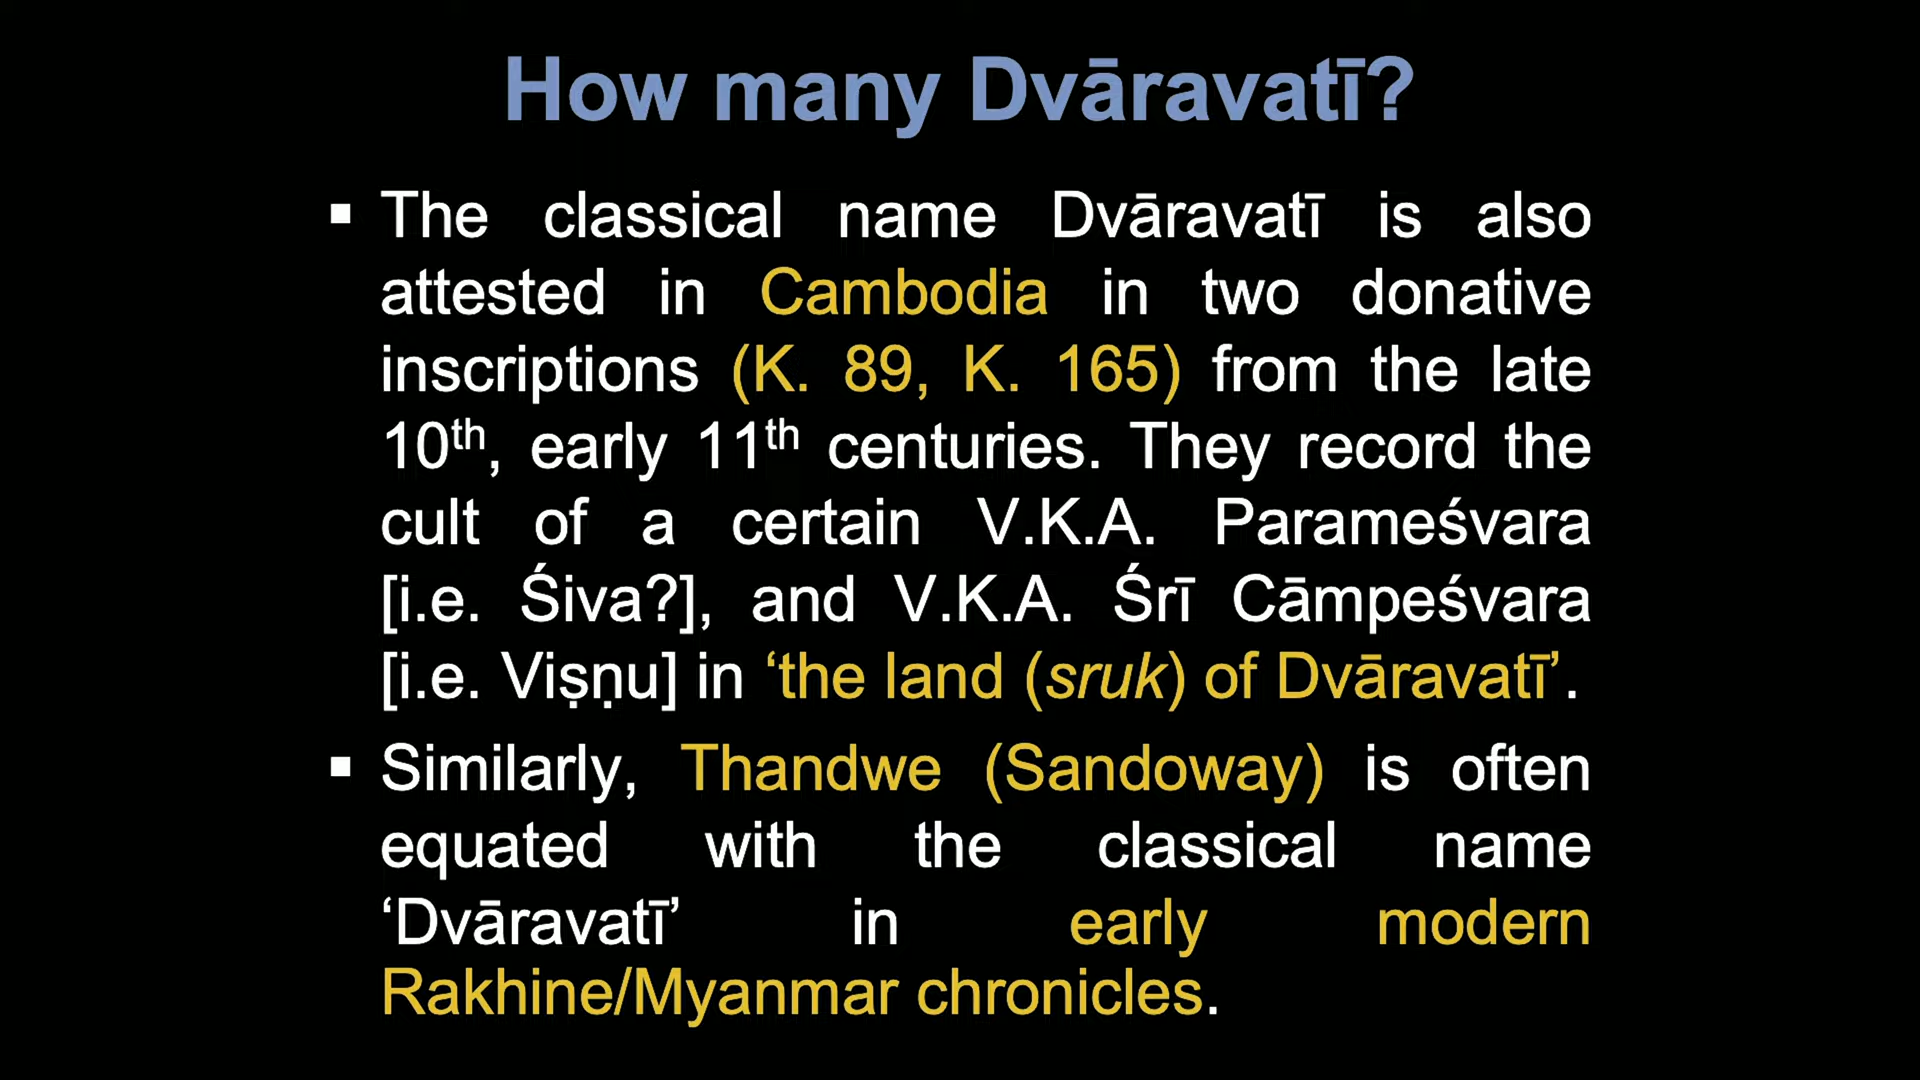 How many Dvāravatī?
▪ The classical name Dvāravatī is also
attested in Cambodia in two donative
inscriptions (K. 89, K. 165) from the late
10th, early 11th centuries. They record the
cult of a certain V.K.A. Parameśvara
[i.e. Śiva?], and V.K.A. Śrī Cāmpeśvara
[i.e. Viṣṇu] in ‘the land (sruk) of Dvāravatī’.
▪ Similarly, Thandwe (Sandoway) is often
equated with the classical name
‘Dvāravatī’ in early modern
Rakhine/Myanmar chronicles.